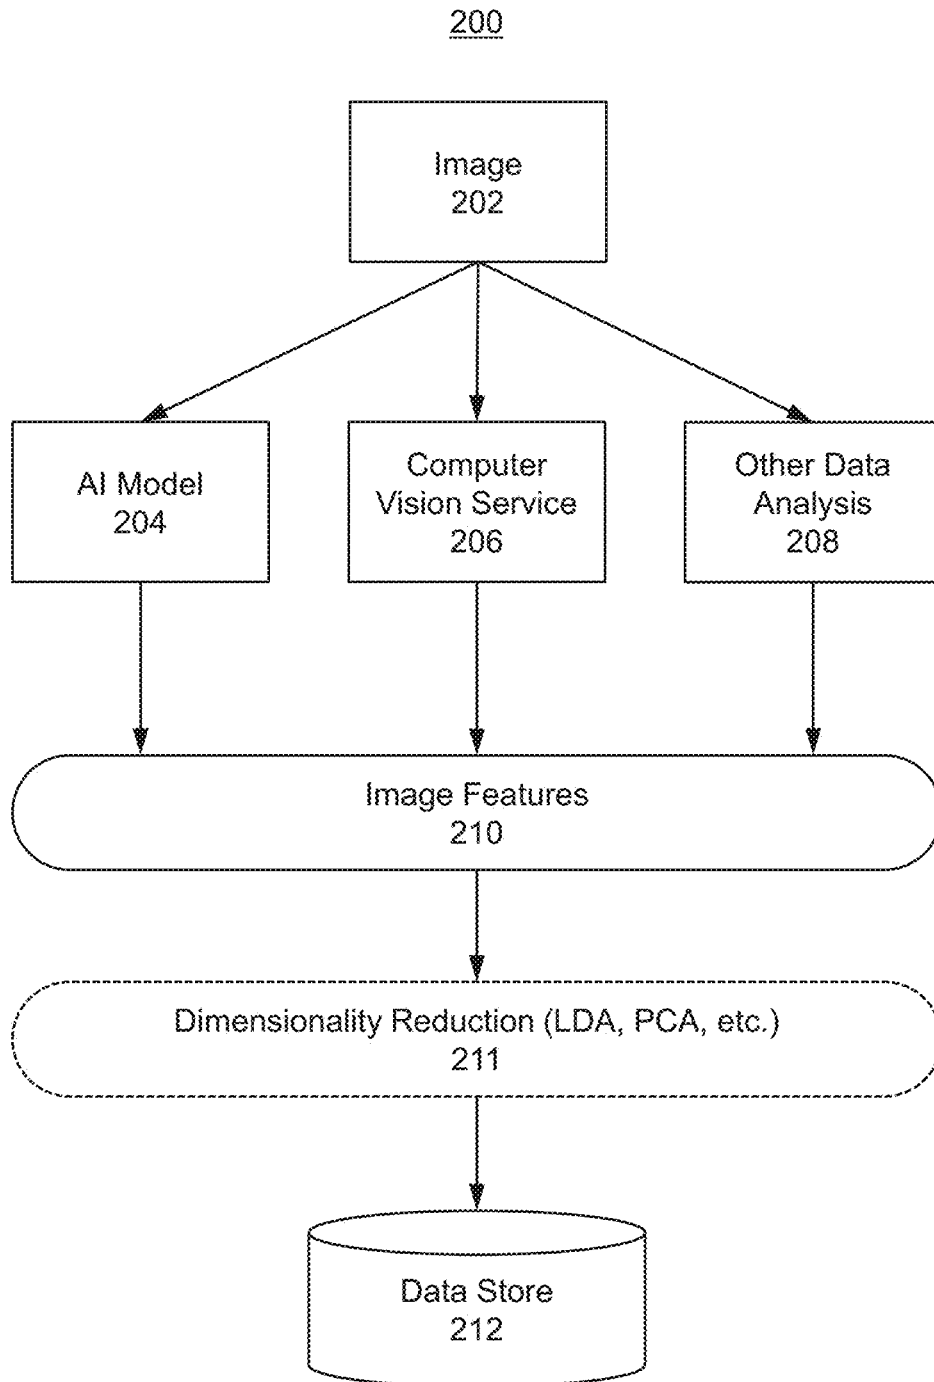 200
Image
202
AI Model
204
Computer
Vision Service
206
Other Data
Analysis
208
Image Features
210
Dimensionality Reduction (LDA, PCA, etc.)
211
Data Store
212